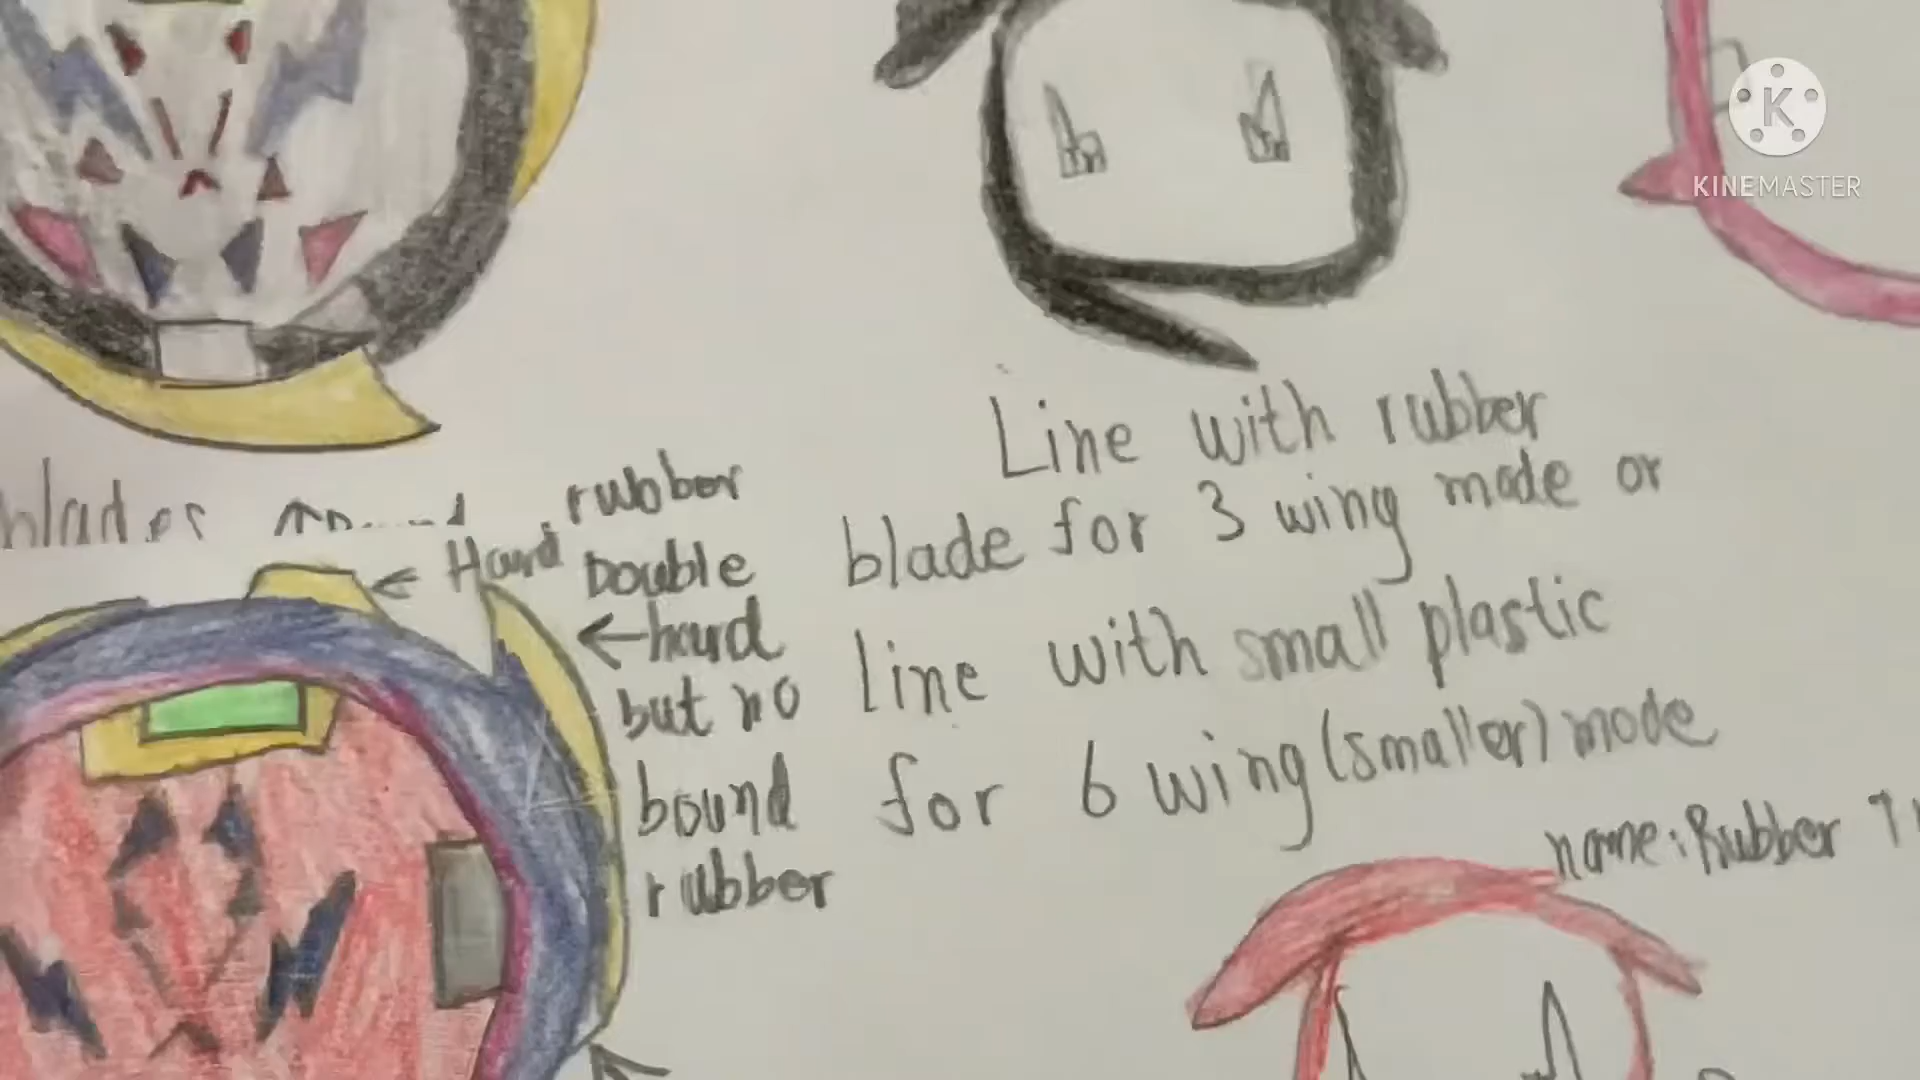 KINEMASTER
Line with rubber
blade for 3 wing mode or
line with small plastic
for 6 wing (smaller) mode
blades
Hard rubber
Double
hard
but no
bound
rubber
name: Rubber